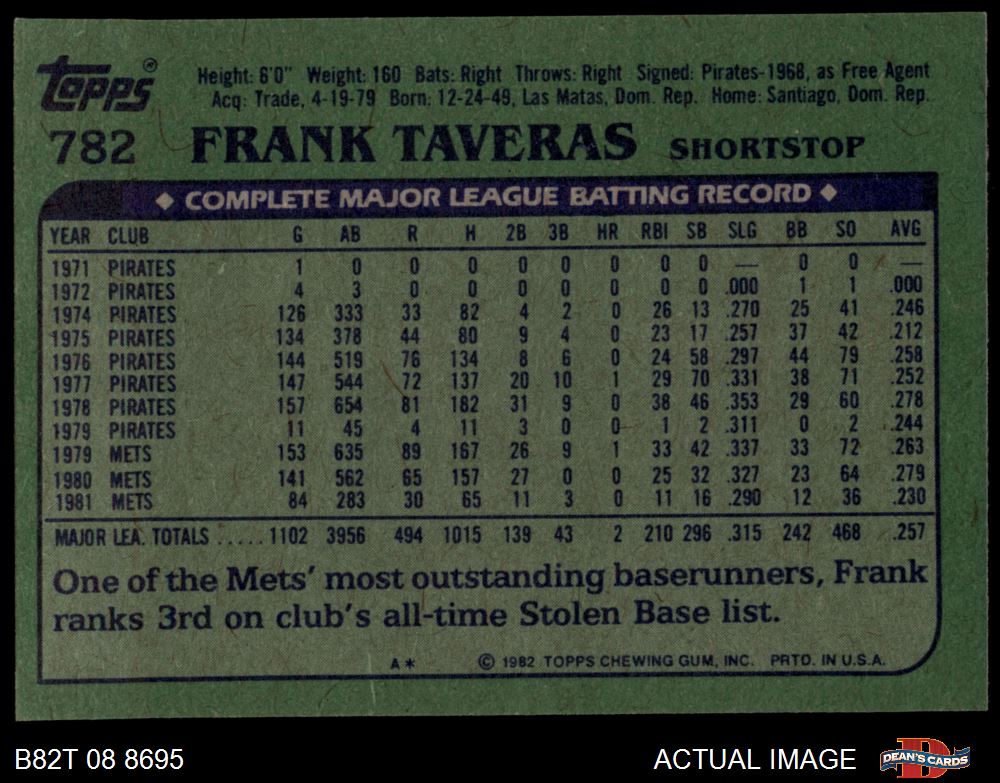 topps®
Height: 6'0" Weight: 160 Bats: Right Throws: Right Signed: Pirates-1968, as Free Agent
Acq: Trade, 4-19-79 Born: 12-24-49, Las Matas, Dom. Rep. Home: Santiago, Dom. Rep.
782 FRANK TAVERAS SHORTSTOP
◆ COMPLETE MAJOR LEAGUE BATTING RECORD ◆
YEAR CLUB G AB R H 2B 3B HR RBI SB SLG BB SO AVG
1971 PIRATES 1 0 0 0 0 0 0 0 0 — 0 0 —
1972 PIRATES 4 3 0 0 0 0 0 0 0 .000 1 1 .000
1974 PIRATES 126 333 33 82 4 2 0 26 13 .270 25 41 .246
1975 PIRATES 134 378 44 80 9 4 0 23 17 .257 37 42 .212
1976 PIRATES 144 519 76 134 8 6 0 24 58 .297 44 79 .258
1977 PIRATES 147 544 72 137 20 10 1 29 70 .331 38 71 .252
1978 PIRATES 157 654 81 182 31 9 0 38 46 .353 29 60 .278
1979 PIRATES 11 45 4 11 3 0 0 1 2 .311 0 2 .244
1979 METS 153 635 89 167 26 9 1 33 42 .337 33 72 .263
1980 METS 141 562 65 157 27 0 0 25 32 .327 23 64 .279
1981 METS 84 283 30 65 11 3 0 11 16 .290 12 36 .230
MAJOR LEA. TOTALS ..... 1102 3956 494 1015 139 43 2 210 296 .315 242 468 .257
One of the Mets' most outstanding baserunners, Frank
ranks 3rd on club's all-time Stolen Base list.
A* © 1982 TOPPS CHEWING GUM, INC. PRTD. IN U.S.A.
B82T 08 8695 ACTUAL IMAGE DEAN'S CARDS